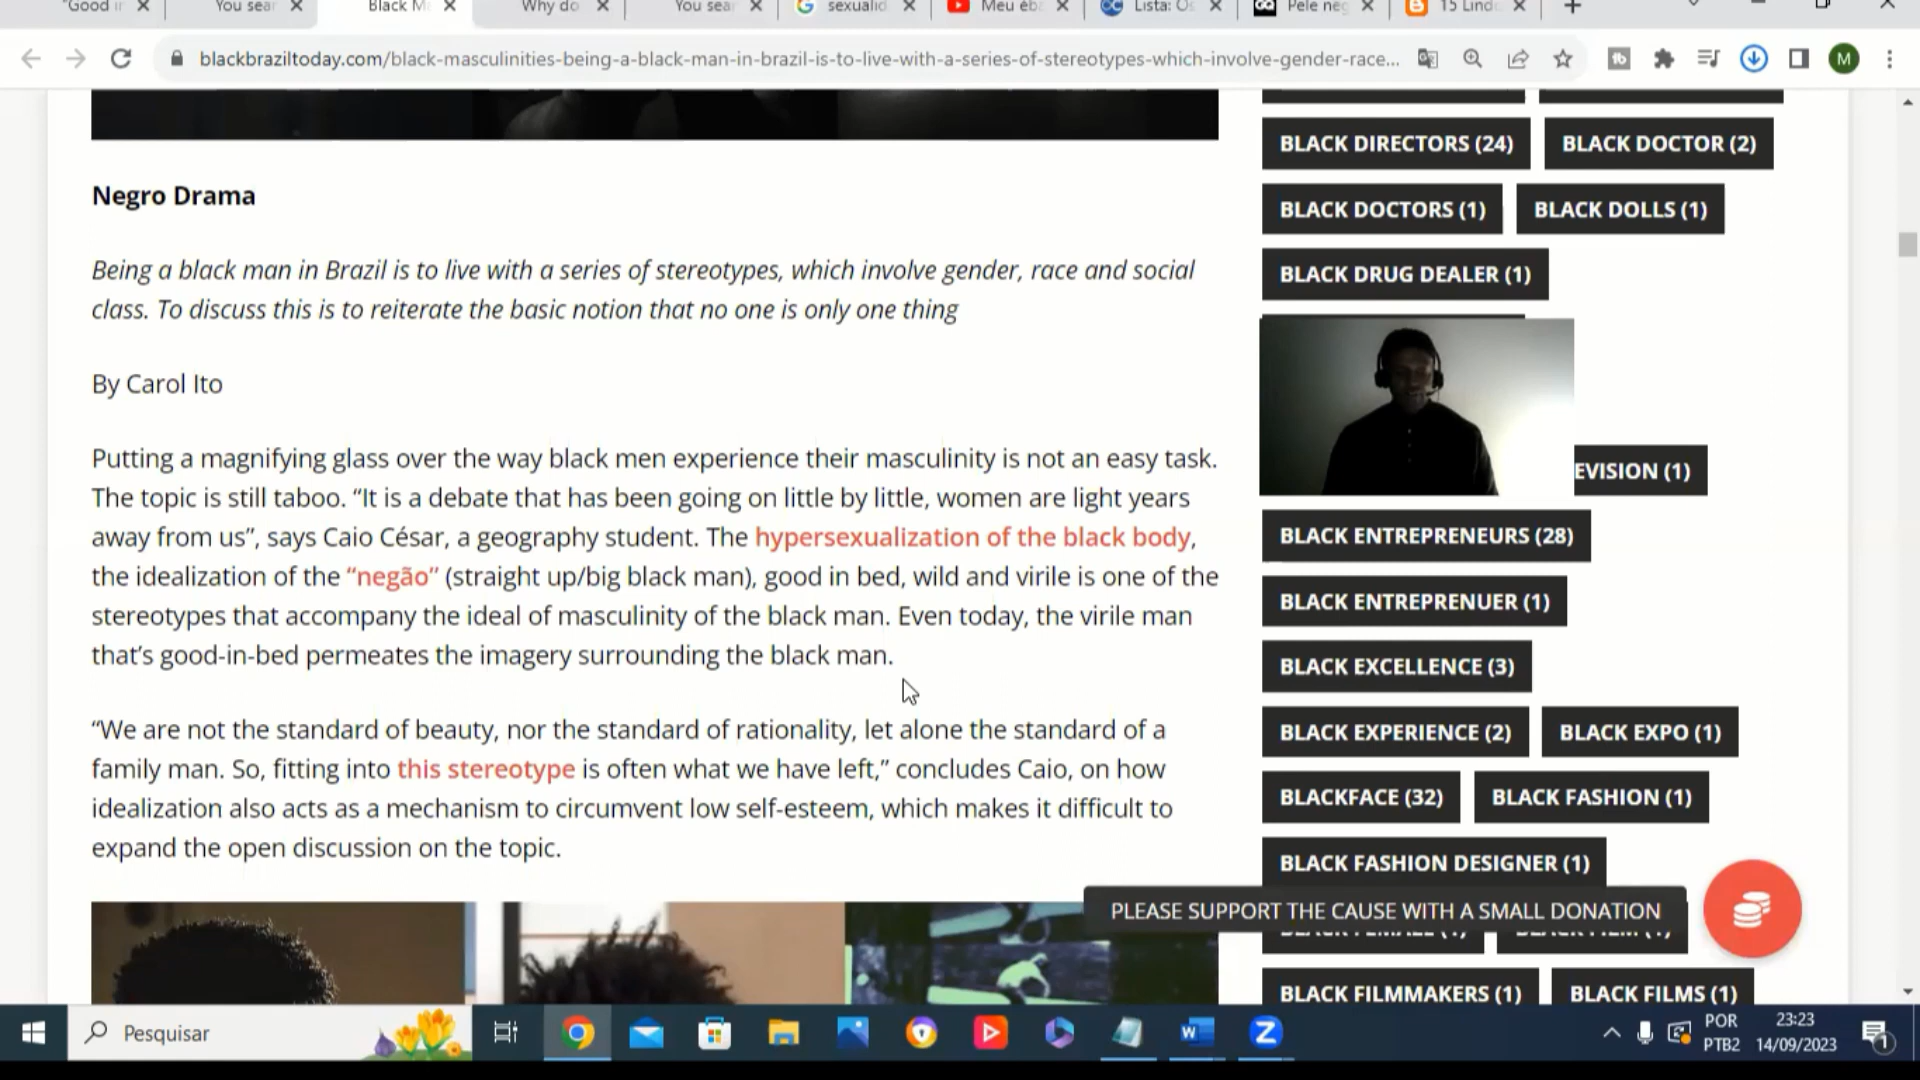 "Good i
You sear
Black M
Why do
You sear
sexualid
Meu éba
Lista: Os
Pele neg
15 Lindo
blackbraziltoday.com/black-masculinities-being-a-black-man-in-brazil-is-to-live-with-a-series-of-stereotypes-which-involve-gender-race...
M
BLACK DIRECTORS (24) BLACK DOCTOR (2)
BLACK DOCTORS (1) BLACK DOLLS (1)
BLACK DRUG DEALER (1)
EVISION (1)
BLACK ENTREPRENEURS (28)
BLACK ENTREPRENUER (1)
BLACK EXCELLENCE (3)
BLACK EXPERIENCE (2) BLACK EXPO (1)
BLACKFACE (32) BLACK FASHION (1)
BLACK FASHION DESIGNER (1)
BLACK FILMMAKERS (1) BLACK FILMS (1)
Negro Drama
Being a black man in Brazil is to live with a series of stereotypes, which involve gender, race and social
class. To discuss this is to reiterate the basic notion that no one is only one thing
By Carol Ito
Putting a magnifying glass over the way black men experience their masculinity is not an easy task.
The topic is still taboo. “It is a debate that has been going on little by little, women are light years
away from us”, says Caio César, a geography student. The hypersexualization of the black body,
the idealization of the “negão” (straight up/big black man), good in bed, wild and virile is one of the
stereotypes that accompany the ideal of masculinity of the black man. Even today, the virile man
that’s good-in-bed permeates the imagery surrounding the black man.
“We are not the standard of beauty, nor the standard of rationality, let alone the standard of a
family man. So, fitting into this stereotype is often what we have left,” concludes Caio, on how
idealization also acts as a mechanism to circumvent low self-esteem, which makes it difficult to
expand the open discussion on the topic.
PLEASE SUPPORT THE CAUSE WITH A SMALL DONATION
Pesquisar
POR
PTB2
23:23
14/09/2023
1